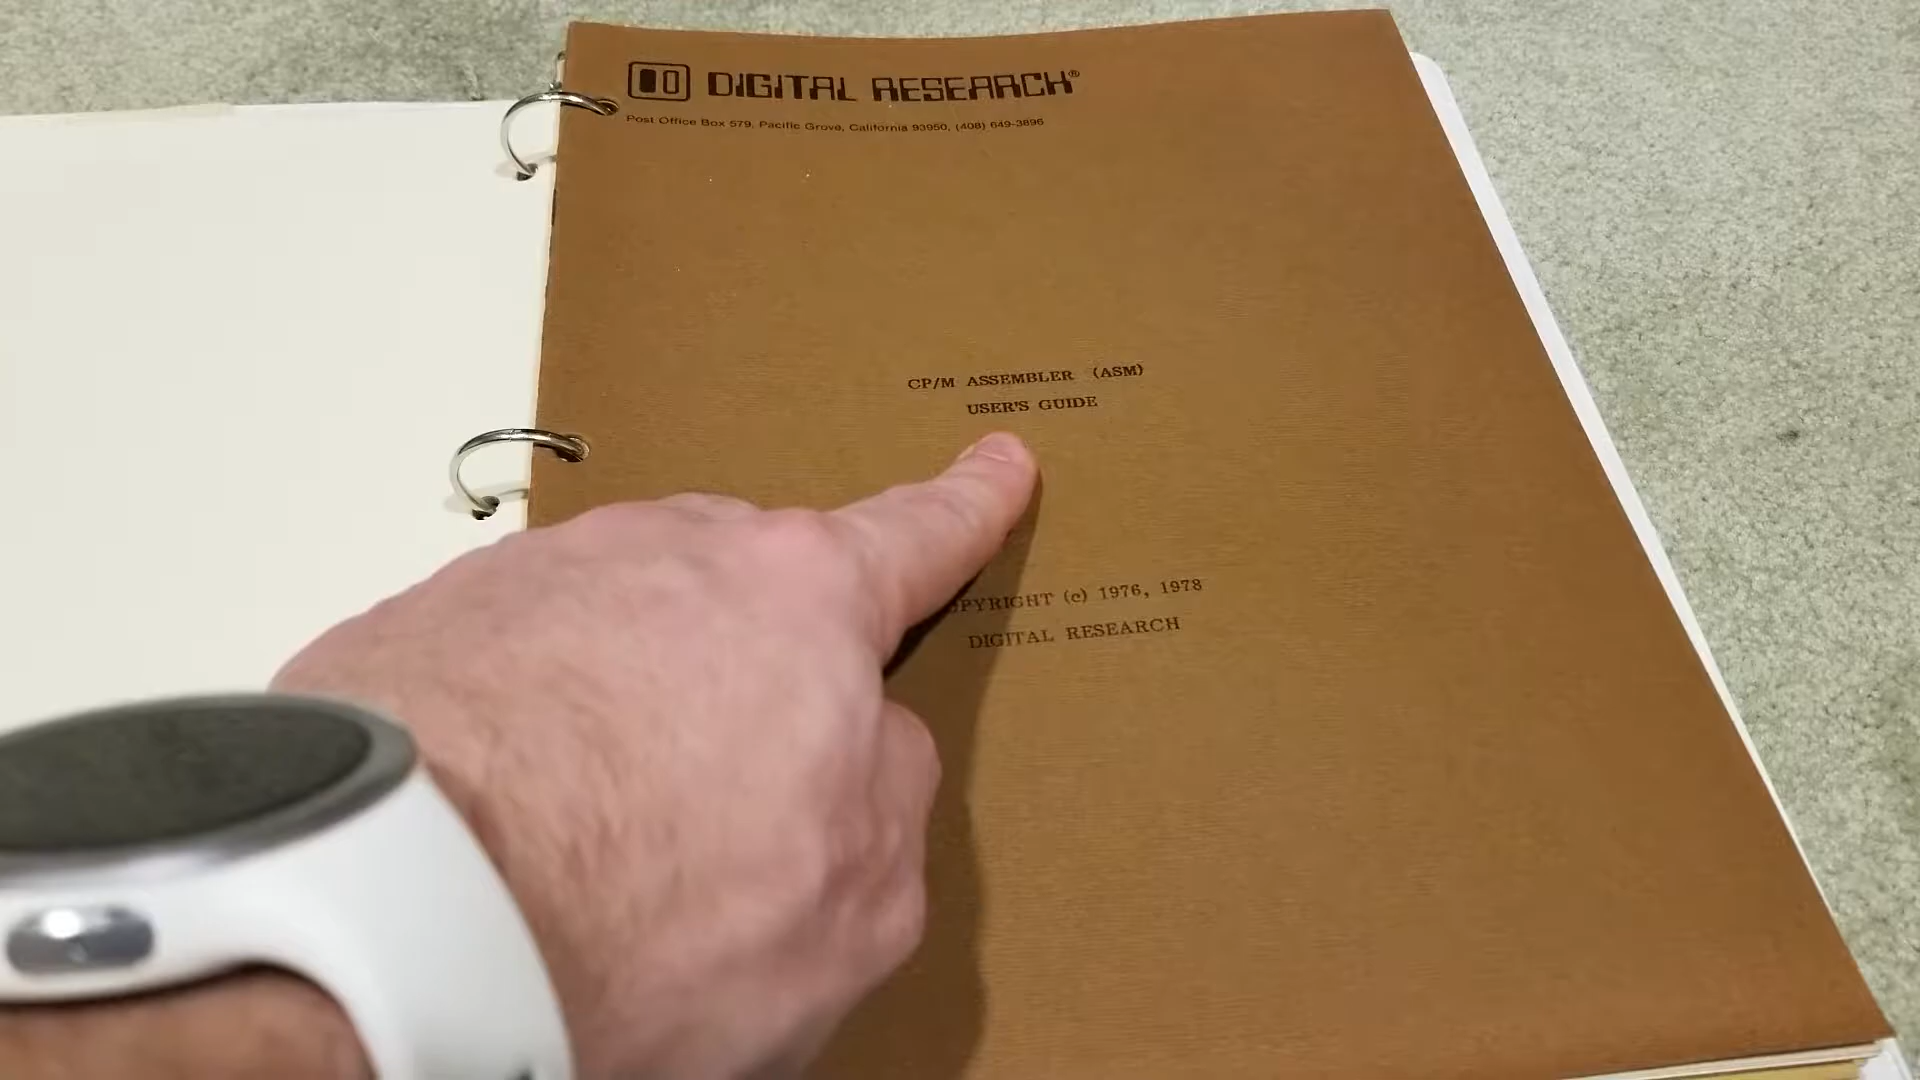 DIGITAL RESEARCH®
Post Office Box 579, Pacific Grove, California 93950, (408) 649-3896
CP/M ASSEMBLER (ASM)
USER'S GUIDE
OPYRIGHT (c) 1976, 1978
DIGITAL RESEARCH